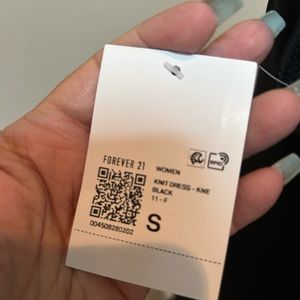 FOREVER 21
WOMEN
KNIT DRESS - KNE
BLACK
11 - F
S
004508280202
RFID